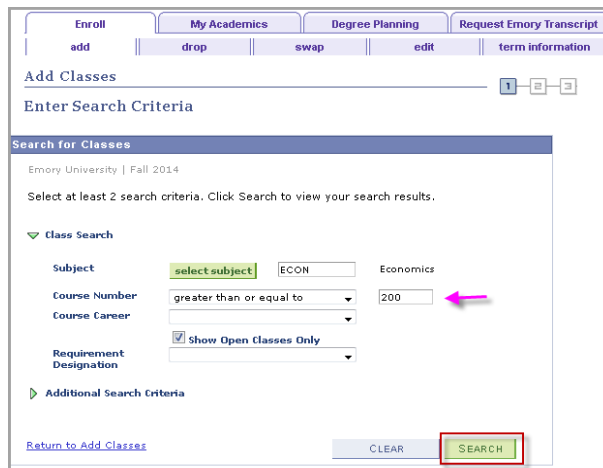 Enroll My Academics Degree Planning Request Emory Transcript
add drop swap edit term information
Add Classes
1 2 3
Enter Search Criteria
Search for Classes
Emory University | Fall 2014
Select at least 2 search criteria. Click Search to view your search results.
Class Search
Subject select subject ECON Economics
Course Number greater than or equal to 200
Course Career
Show Open Classes Only
Requirement
Designation
Additional Search Criteria
Return to Add Classes CLEAR SEARCH